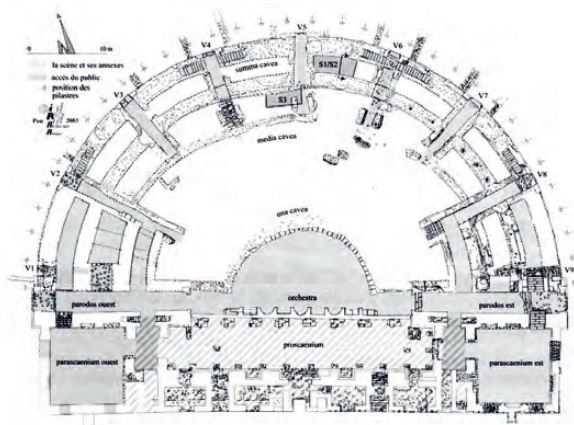 V5
V4
V6
0
10 m
S1/S2
summa cavea
la scène et ses annexes
accès du public
position des
pilastres
V3
S3
V7
2003
media cavea
V2
V8
ima cavea
V1
V9
parodos ouest
orchestra
parodos est
proscaenium
parascaenium ouest
parascaenium est